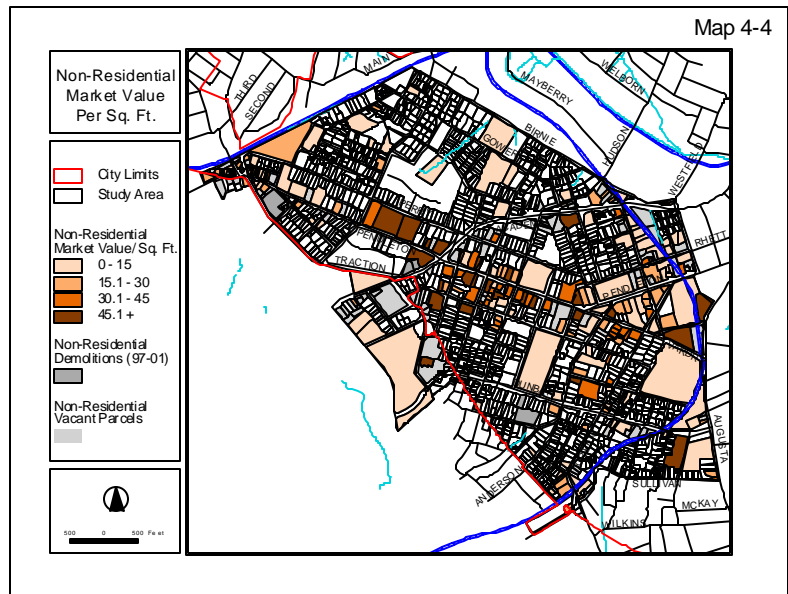 Map 4-4
Non-Residential
Market Value
Per Sq. Ft.
City Limits
Study Area
Non-Residential
Market Value/ Sq. Ft.
0 - 15
15.1 - 30
30.1 - 45
45.1 +
Non-Residential
Demolitions (97-01)
Non-Residential
Vacant Parcels
500 0 500 Feet
MAIN
THIRD
SECOND
MAYBERRY
WELBORN
HUDSON
BIRNIE
GOWER
WESTFIELD
RHETT
PENDLETON
TRACTION
AUGUSTA
ANDERSON
SULLIVAN
MCKAY
WILKINS